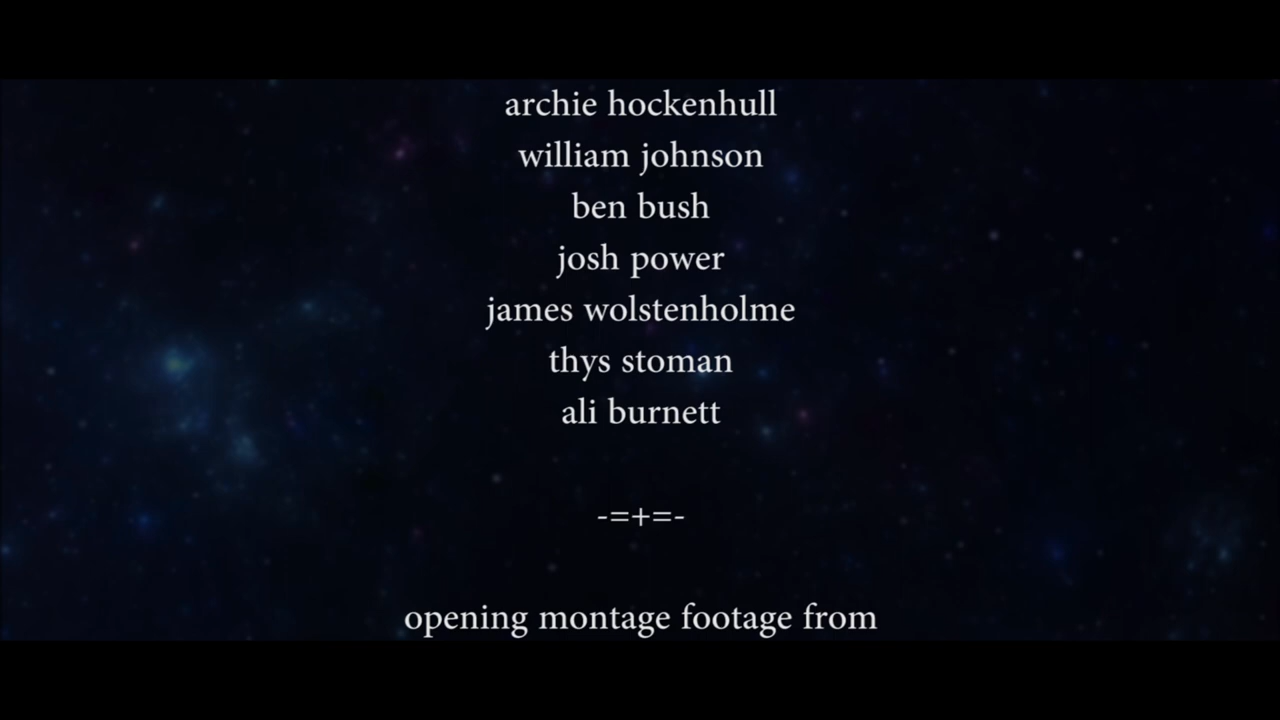 archie hockenhull
william johnson
ben bush
josh power
james wolstenholme
thys stoman
ali burnett
-=+=-
opening montage footage from